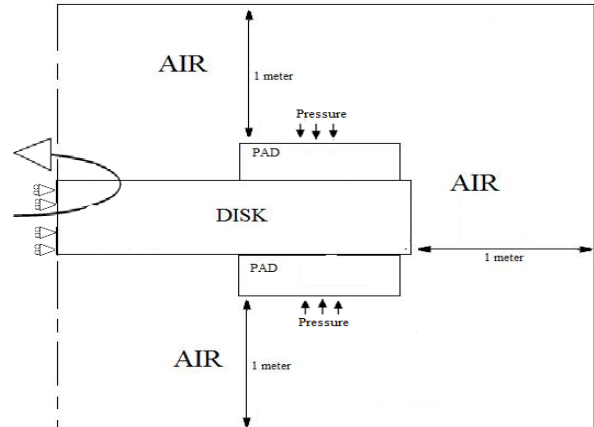 AIR
1 meter
Pressure
PAD
AIR
DISK
1 meter
PAD
Pressure
AIR
1 meter